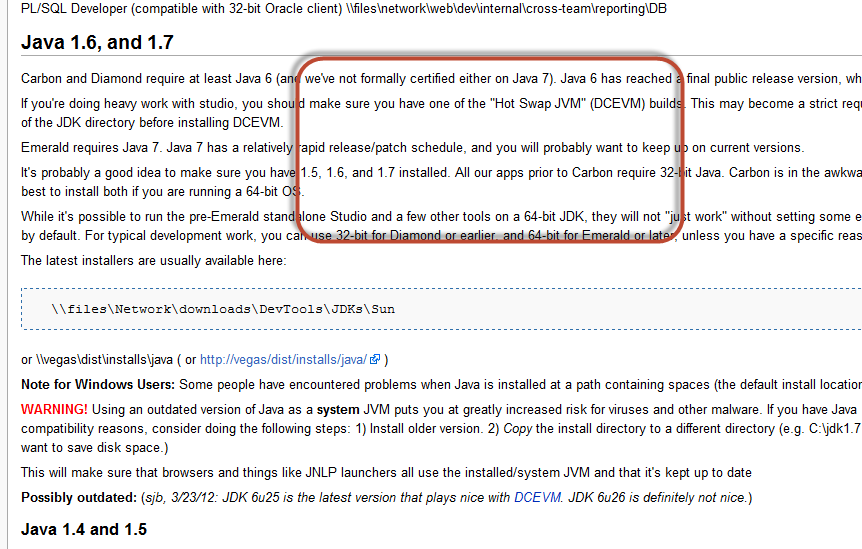 PL/SQL Developer (compatible with 32-bit Oracle client) \\files\network\web\dev\internal\cross-team\reporting\DB
Java 1.6, and 1.7
Carbon and Diamond require at least Java 6 (and we've not formally certified either on Java 7). Java 6 has reached a final public release version, wh
If you're doing heavy work with studio, you should make sure you have one of the "Hot Swap JVM" (DCEVM) builds. This may become a strict req
of the JDK directory before installing DCEVM.
Emerald requires Java 7. Java 7 has a relatively rapid release/patch schedule, and you will probably want to keep up on current versions.
It's probably a good idea to make sure you have 1.5, 1.6, and 1.7 installed. All our apps prior to Carbon require 32-bit Java. Carbon is in the awkwa
best to install both if you are running a 64-bit OS.
While it's possible to run the pre-Emerald standalone Studio and a few other tools on a 64-bit JDK, they will not "just work" without setting some e
by default. For typical development work, you can use 32-bit for Diamond or earlier, and 64-bit for Emerald or later, unless you have a specific reas
The latest installers are usually available here:
\\files\Network\downloads\DevTools\JDKs\Sun
or \\vegas\dist\installs\java ( or http://vegas/dist/installs/java/ )
Note for Windows Users: Some people have encountered problems when Java is installed at a path containing spaces (the default install location
WARNING! Using an outdated version of Java as a system JVM puts you at greatly increased risk for viruses and other malware. If you have Java
compatibility reasons, consider doing the following steps: 1) Install older version. 2) Copy the install directory to a different directory (e.g. C:\jdk1.7
want to save disk space.)
This will make sure that browsers and things like JNLP launchers all use the installed/system JVM and that it's kept up to date
Possibly outdated: (sjb, 3/23/12: JDK 6u25 is the latest version that plays nice with DCEVM. JDK 6u26 is definitely not nice.)
Java 1.4 and 1.5